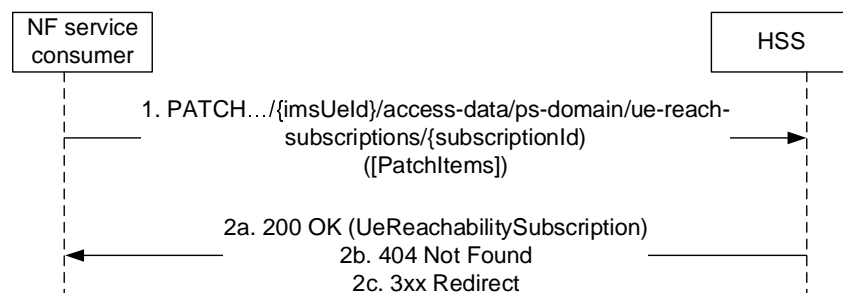 NF service
consumer
HSS
1. PATCH…/{imsUeId}/access-data/ps-domain/ue-reach-
subscriptions/{subscriptionId)
([PatchItems])
2a. 200 OK (UeReachabilitySubscription)
2b. 404 Not Found
2c. 3xx Redirect